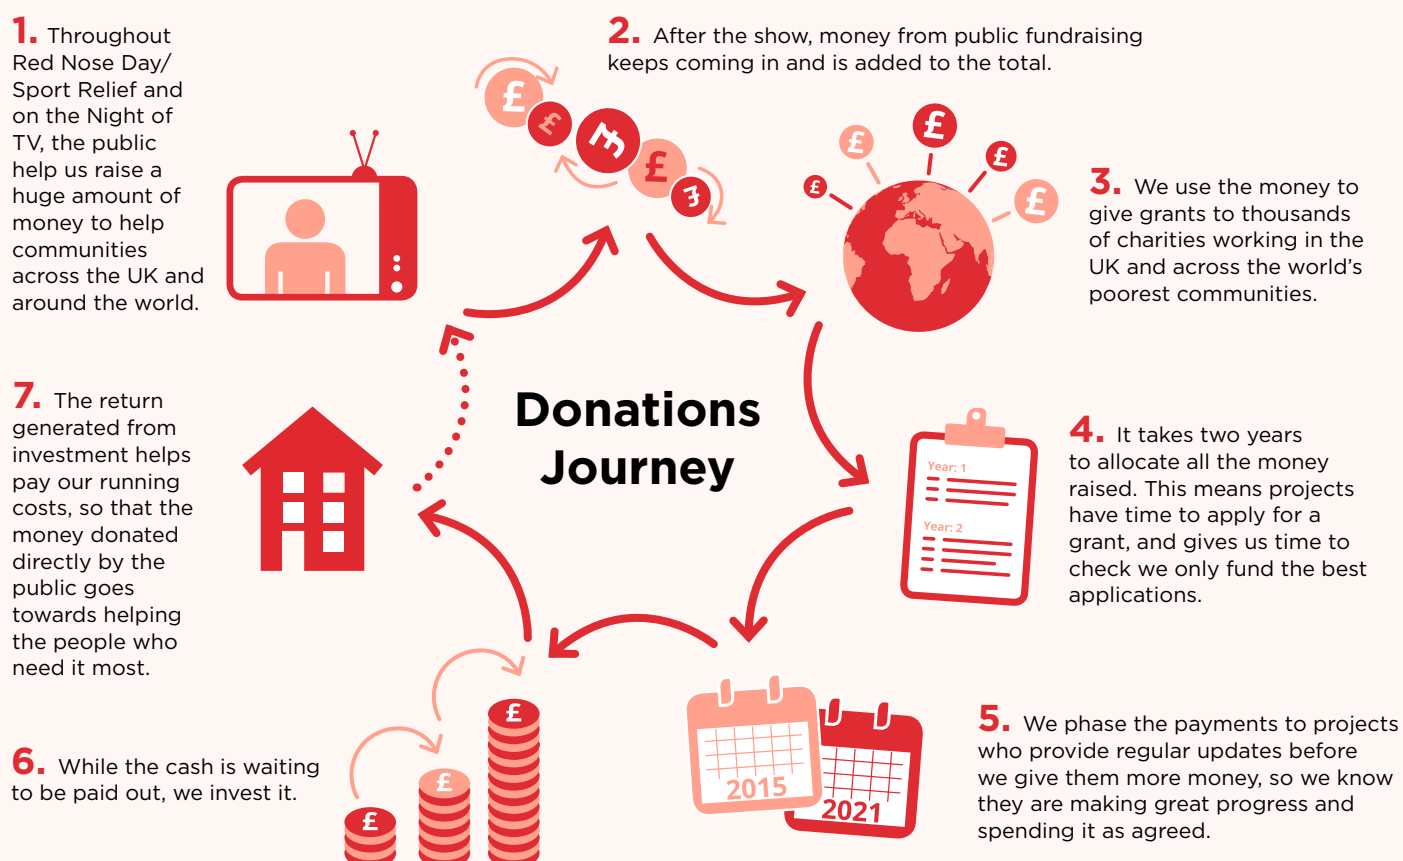 1. Throughout
Red Nose Day/
Sport Relief and
on the Night of
TV, the public
help us raise a
huge amount of
money to help
communities
across the UK and
around the world.
2. After the show, money from public fundraising
keeps coming in and is added to the total.
£
£
£
£
£
£
£
£
£
£
3. We use the money to
give grants to thousands
of charities working in the
UK and across the world’s
poorest communities.
Donations
Journey
4. It takes two years
to allocate all the money
raised. This means projects
have time to apply for a
grant, and gives us time to
check we only fund the best
applications.
Year: 1
Year: 2
5. We phase the payments to projects
who provide regular updates before
we give them more money, so we know
they are making great progress and
spending it as agreed.
2015
2021
6. While the cash is waiting
to be paid out, we invest it.
£
£
£
7. The return
generated from
investment helps
pay our running
costs, so that the
money donated
directly by the
public goes
towards helping
the people who
need it most.